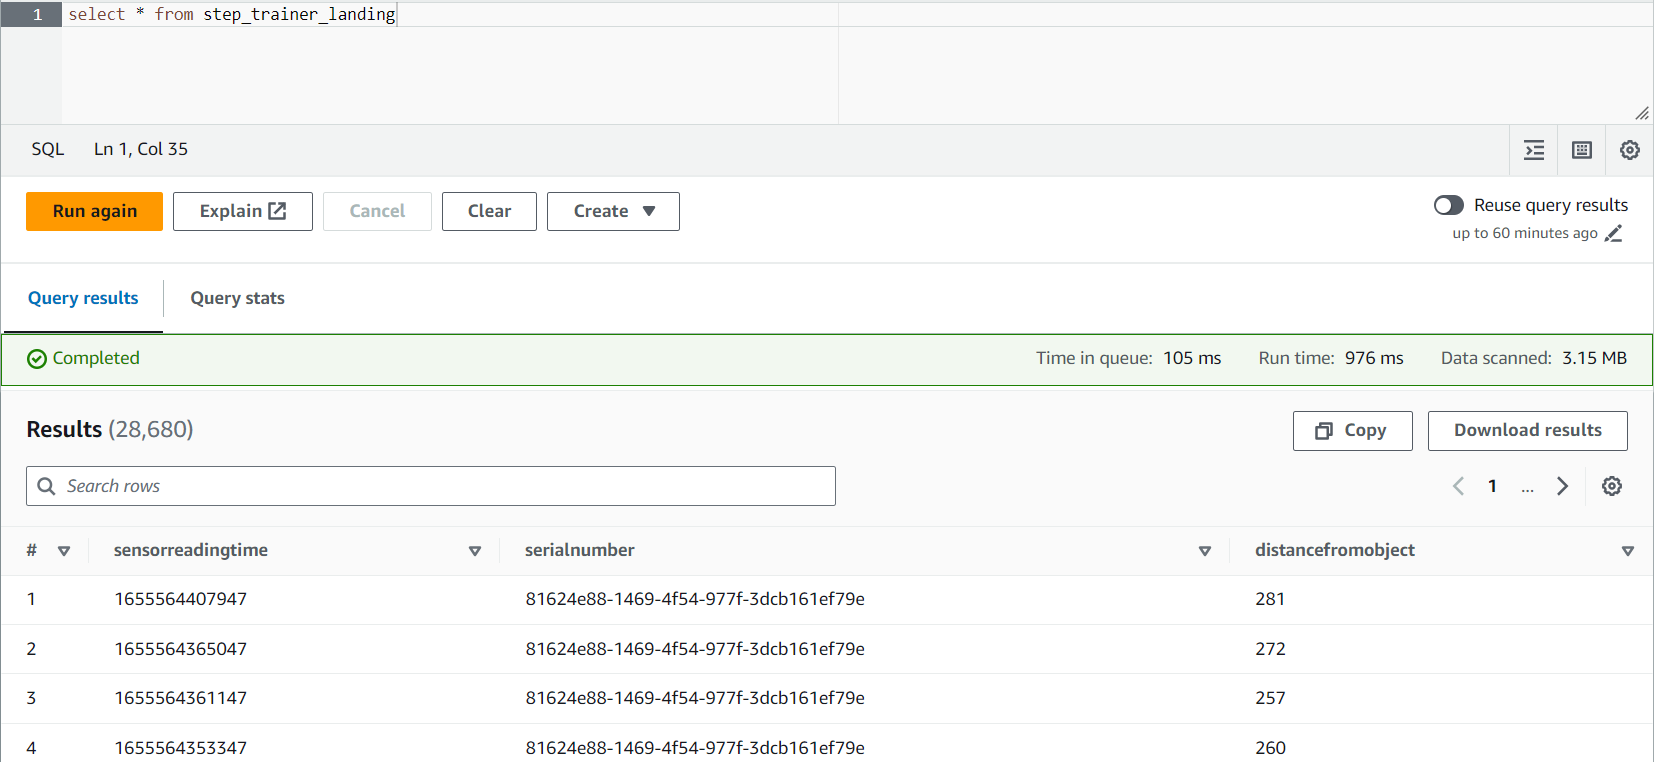 1 select * from step_trainer_landing
SQL Ln 1, Col 35
Run again Explain Cancel Clear Create Reuse query results
up to 60 minutes ago
Query results Query stats
Completed Time in queue: 105 ms Run time: 976 ms Data scanned: 3.15 MB
Results (28,680) Copy Download results
Search rows 1 ...
# sensorreadingtime serialnumber distancefromobject
1 1655564407947 81624e88-1469-4f54-977f-3dcb161ef79e 281
2 1655564365047 81624e88-1469-4f54-977f-3dcb161ef79e 272
3 1655564361147 81624e88-1469-4f54-977f-3dcb161ef79e 257
4 1655564353347 81624e88-1469-4f54-977f-3dcb161ef79e 260